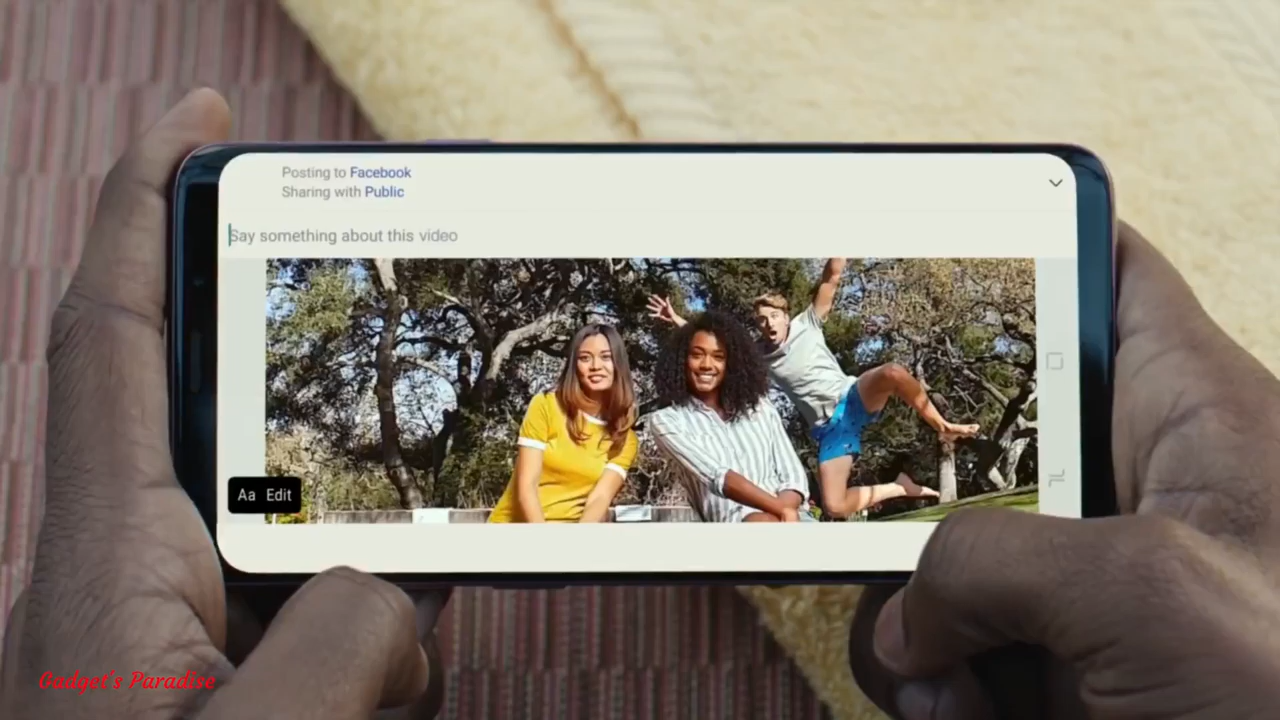 Posting to Facebook
Sharing with Public
Say something about this video
Aa Edit
Gadget's Paradise